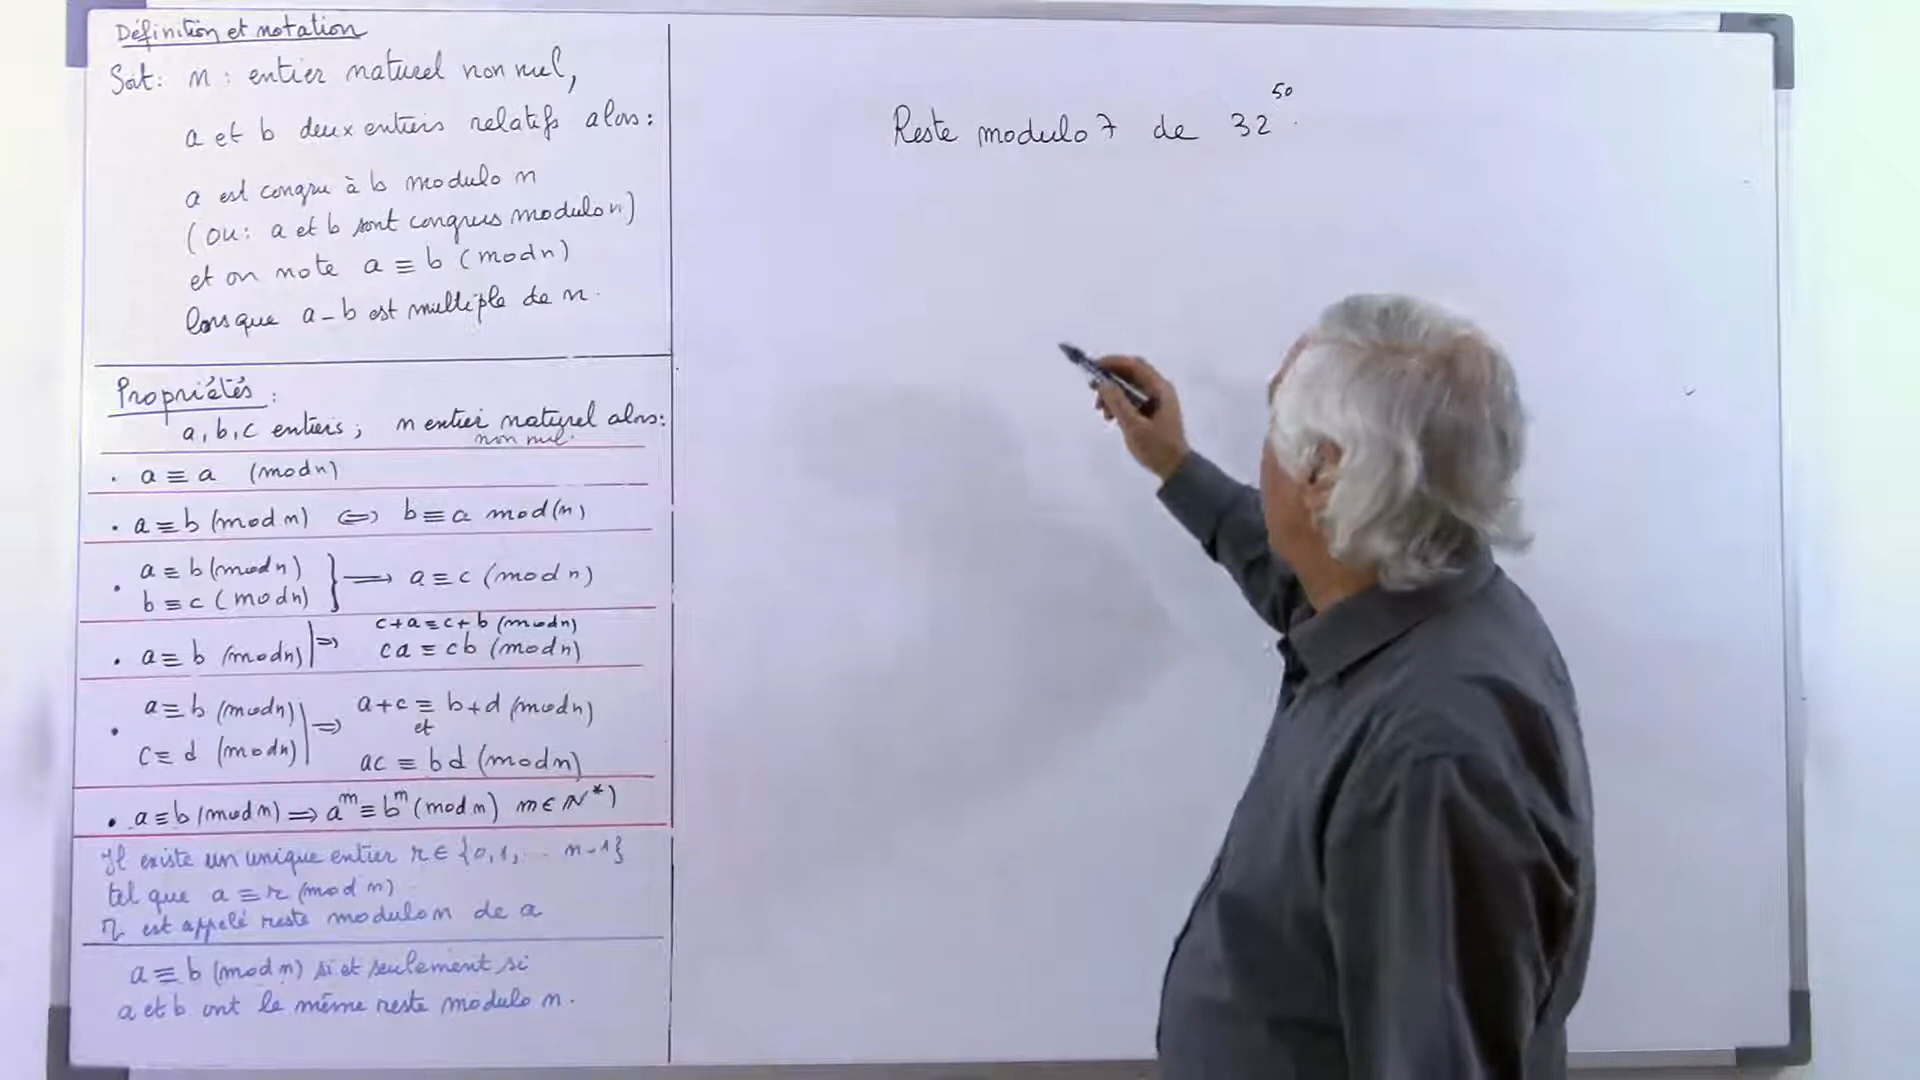 Définition et notation
Soit: n : entier naturel non nul,
a et b deux entiers relatifs alors:
a est congru à b modulo n
(ou: a et b sont congrus modulo n)
et on note a ≡ b (mod n)
lorsque a - b est multiple de n.
Propriétés :
a, b, c entiers ; n entier naturel alors:
non nul.
• a ≡ a (mod n)
• a ≡ b (mod n) ⟺ b ≡ a mod(n)
• a ≡ b (mod n)
b ≡ c (mod n) } ⟹ a ≡ c (mod n)
c+a ≡ c+b (mod n)
• a ≡ b (mod n) | ⟹ ca ≡ cb (mod n)
• a ≡ b (mod n)
c ≡ d (mod n) | ⟹ a+c ≡ b+d (mod n)
et
ac ≡ bd (mod n)
• a ≡ b (mod n) ⟹ a^m ≡ b^m (mod n) m ∈ ℕ*)
Il existe un unique entier r ∈ {0, 1, ... n-1}
tel que a ≡ r (mod n)
r est appelé reste modulo n de a
a ≡ b (mod n) si et seulement si
a et b ont le même reste modulo n.
Reste modulo 7 de 32^50.